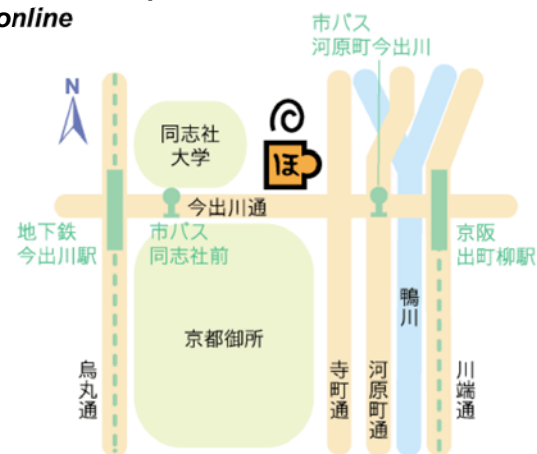 online
市バス
河原町今出川
N
同志社
大学
ほ
今出川通
地下鉄
今出川駅
市バス
同志社前
京阪
出町柳駅
京都御所
鴨川
烏丸通
寺町通
河原町通
川端通